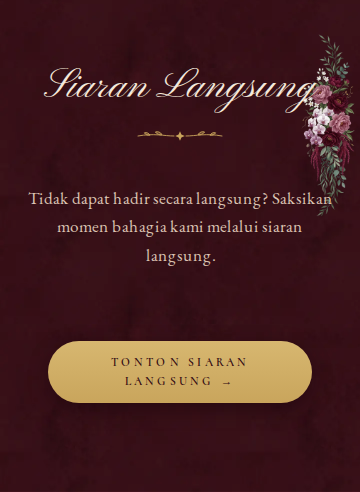 Siaran Langsung
Tidak dapat hadir secara langsung? Saksikan
momen bahagia kami melalui siaran
langsung.
TONTON SIARAN
LANGSUNG →